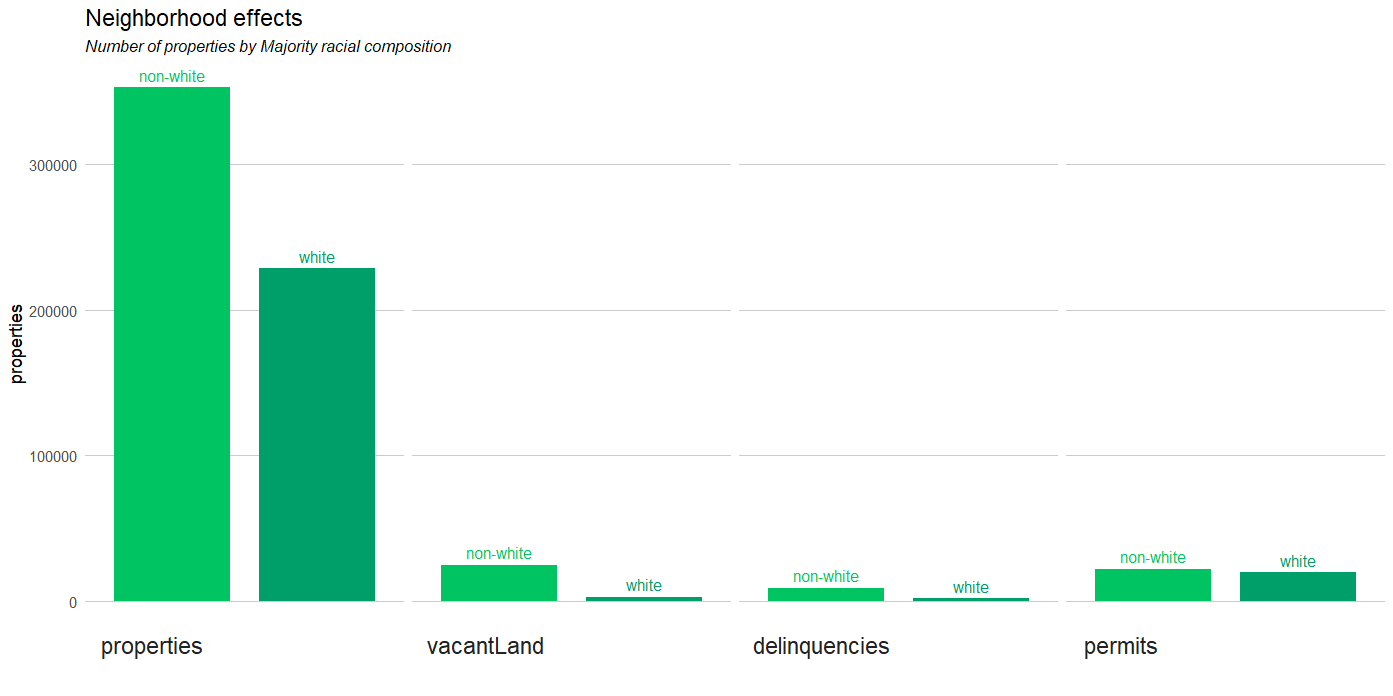 Neighborhood effects
Number of properties by Majority racial composition
properties
300000
200000
100000
0
non-white
white
non-white
white
non-white
white
non-white
white
properties
vacantLand
delinquencies
permits